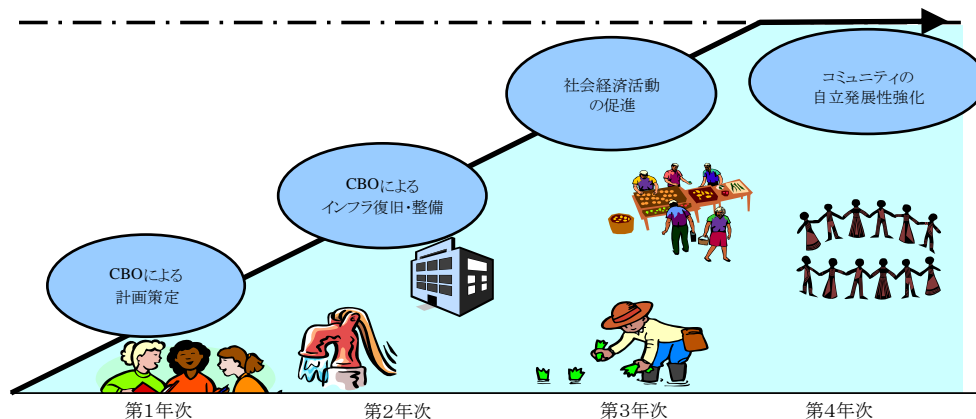 社会経済活動
の促進
コミュニティの
自立発展性強化
CBOによる
インフラ復旧・整備
CBOによる
計画策定
第1年次
第2年次
第3年次
第4年次